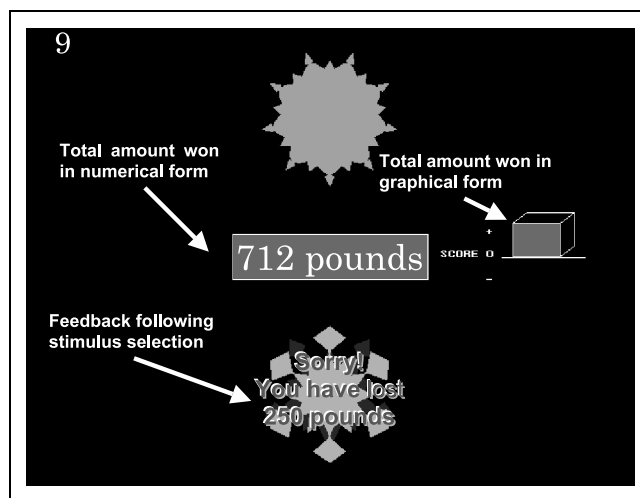 9
Total amount won
in numerical form
Total amount won in
graphical form
712 pounds
+
SCORE 0
–
Feedback following
stimulus selection
Sorry!
You have lost
250 pounds